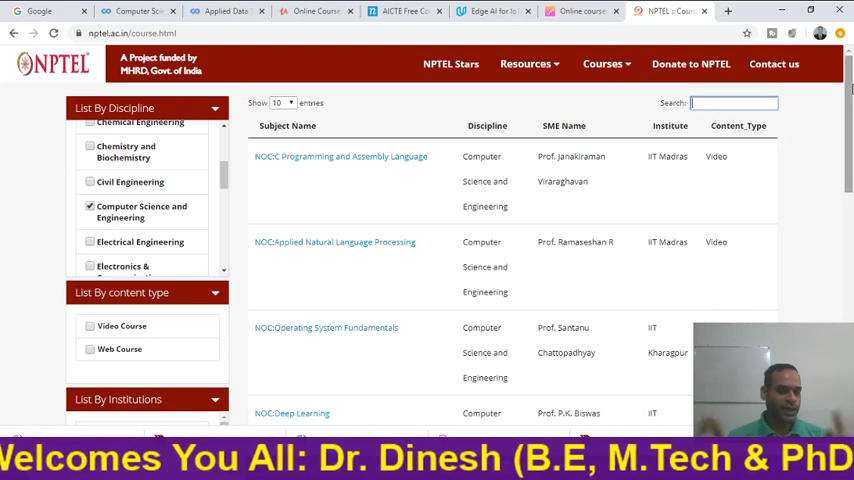 Google
Computer Scie
Applied Data S
Online Course
AICTE Free Co
Edge AI for Io
Online course
NPTEL :: Cours
nptel.ac.in/course.html
NPTEL
A Project funded by
MHRD, Govt. of India
NPTEL Stars
Resources
Courses
Donate to NPTEL
Contact us
List By Discipline
Chemical Engineering
Chemistry and
Biochemistry
Civil Engineering
Computer Science and
Engineering
Electrical Engineering
Electronics &
List By content type
Video Course
Web Course
List By Institutions
Show 10 entries
Search:
Subject Name
Discipline
SME Name
Institute
Content_Type
NOC:C Programming and Assembly Language
Computer
Science and
Engineering
Prof. Janakiraman
Viraraghavan
IIT Madras
Video
NOC:Applied Natural Language Processing
Computer
Science and
Engineering
Prof. Ramaseshan R
IIT Madras
Video
NOC:Operating System Fundamentals
Computer
Science and
Engineering
Prof. Santanu
Chattopadhyay
IIT
Kharagpur
NOC:Deep Learning
Computer
Prof. P.K. Biswas
IIT
Welcomes You All: Dr. Dinesh (B.E, M.Tech & PhD